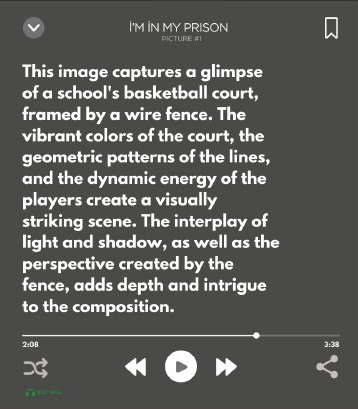 İ'M İN MY PRİSON
PICTURE #1
This image captures a glimpse
of a school's basketball court,
framed by a wire fence. The
vibrant colors of the court, the
geometric patterns of the lines,
and the dynamic energy of the
players create a visually
striking scene. The interplay of
light and shadow, as well as the
perspective created by the
fence, adds depth and intrigue
to the composition.
2:08
3:38